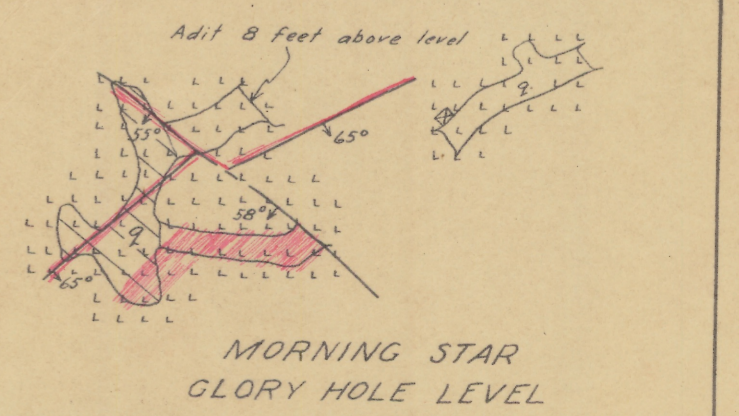 Adit 8 feet above level
q
55°
65°
58°
q
65°
MORNING STAR
GLORY HOLE LEVEL